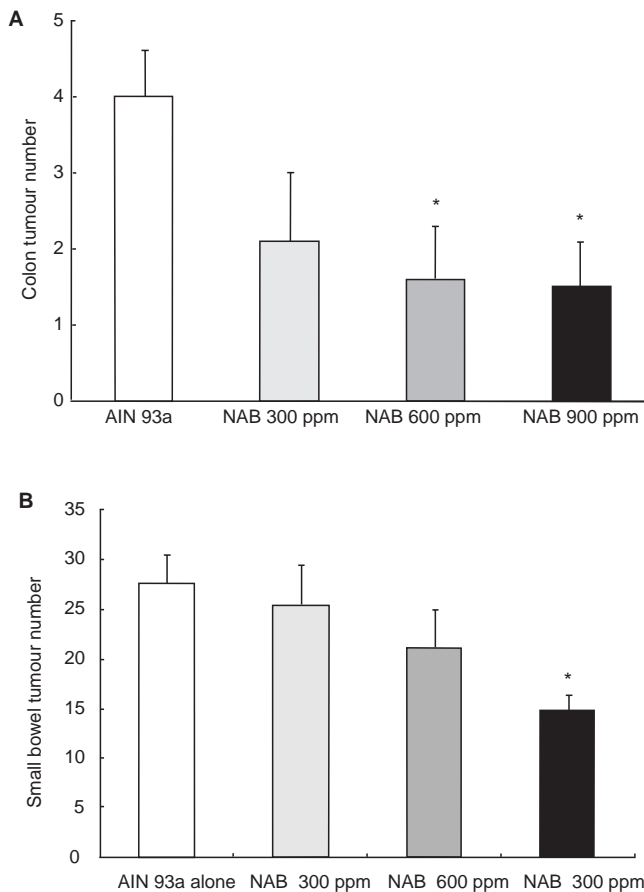 A
5
4
3
2
1
0
Colon tumour number
*
*
AIN 93a NAB 300 ppm NAB 600 ppm NAB 900 ppm
B
35
30
25
20
15
10
5
0
Small bowel tumour number
*
AIN 93a alone NAB 300 ppm NAB 600 ppm NAB 300 ppm